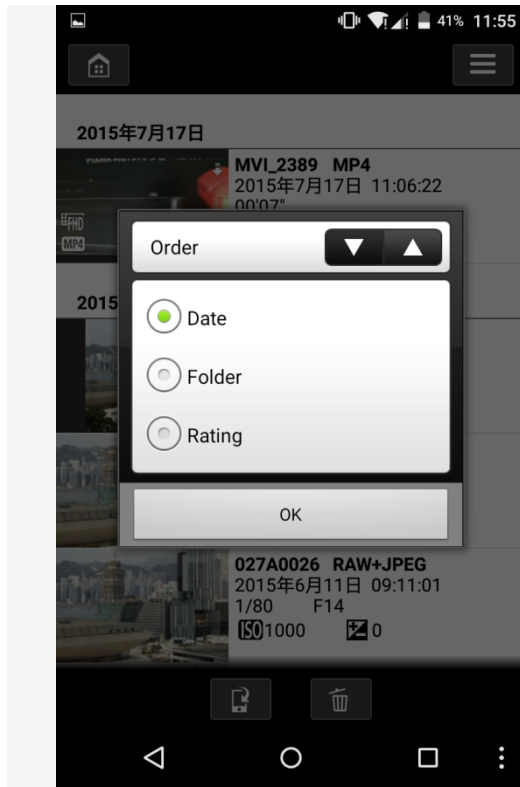 41% 11:55
2015年7月17日
MVI_2389 MP4
2015年7月17日 11:06:22
00'07"
FHD
MP4
Order
2015
Date
Folder
Rating
OK
027A0026 RAW+JPEG
2015年6月11日 09:11:01
1/80 F14
ISO 1000 0